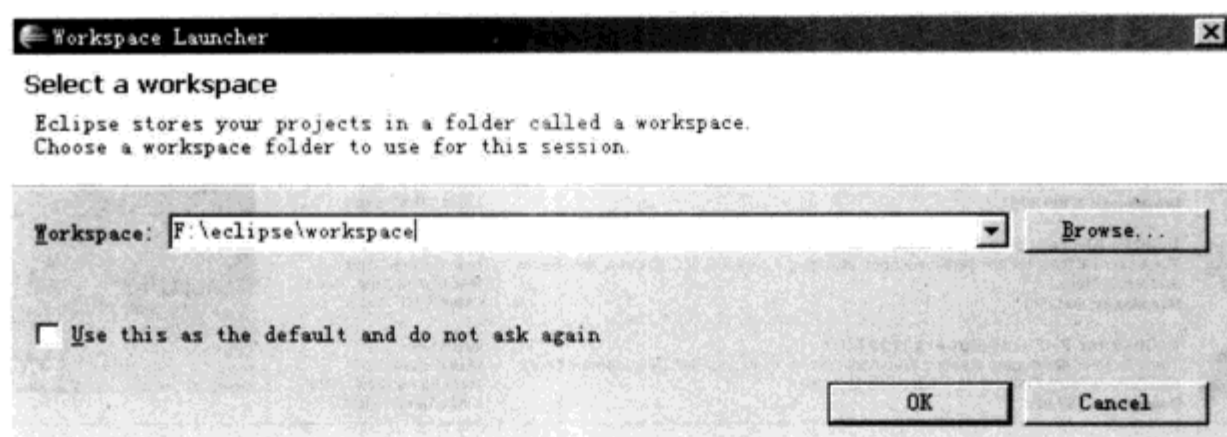 Workspace Launcher
Select a workspace
Eclipse stores your projects in a folder called a workspace.
Choose a workspace folder to use for this session.
Workspace: F:\eclipse\workspace Browse...
Use this as the default and do not ask again
OK Cancel